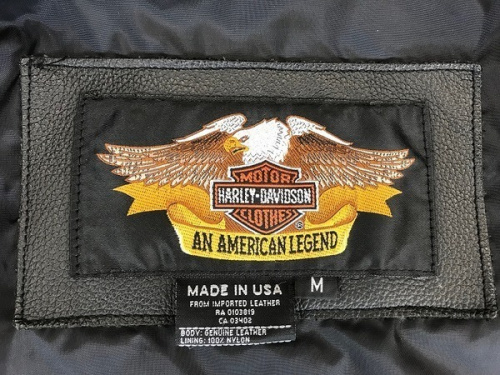 MOTOR
HARLEY-DAVIDSON
CLOTHES
®
AN AMERICAN LEGEND
MADE IN USA
FROM IMPORTED LEATHER
RA 0103819
CA 03402
M
BODY: GENUINE LEATHER
LINING: 100% NYLON